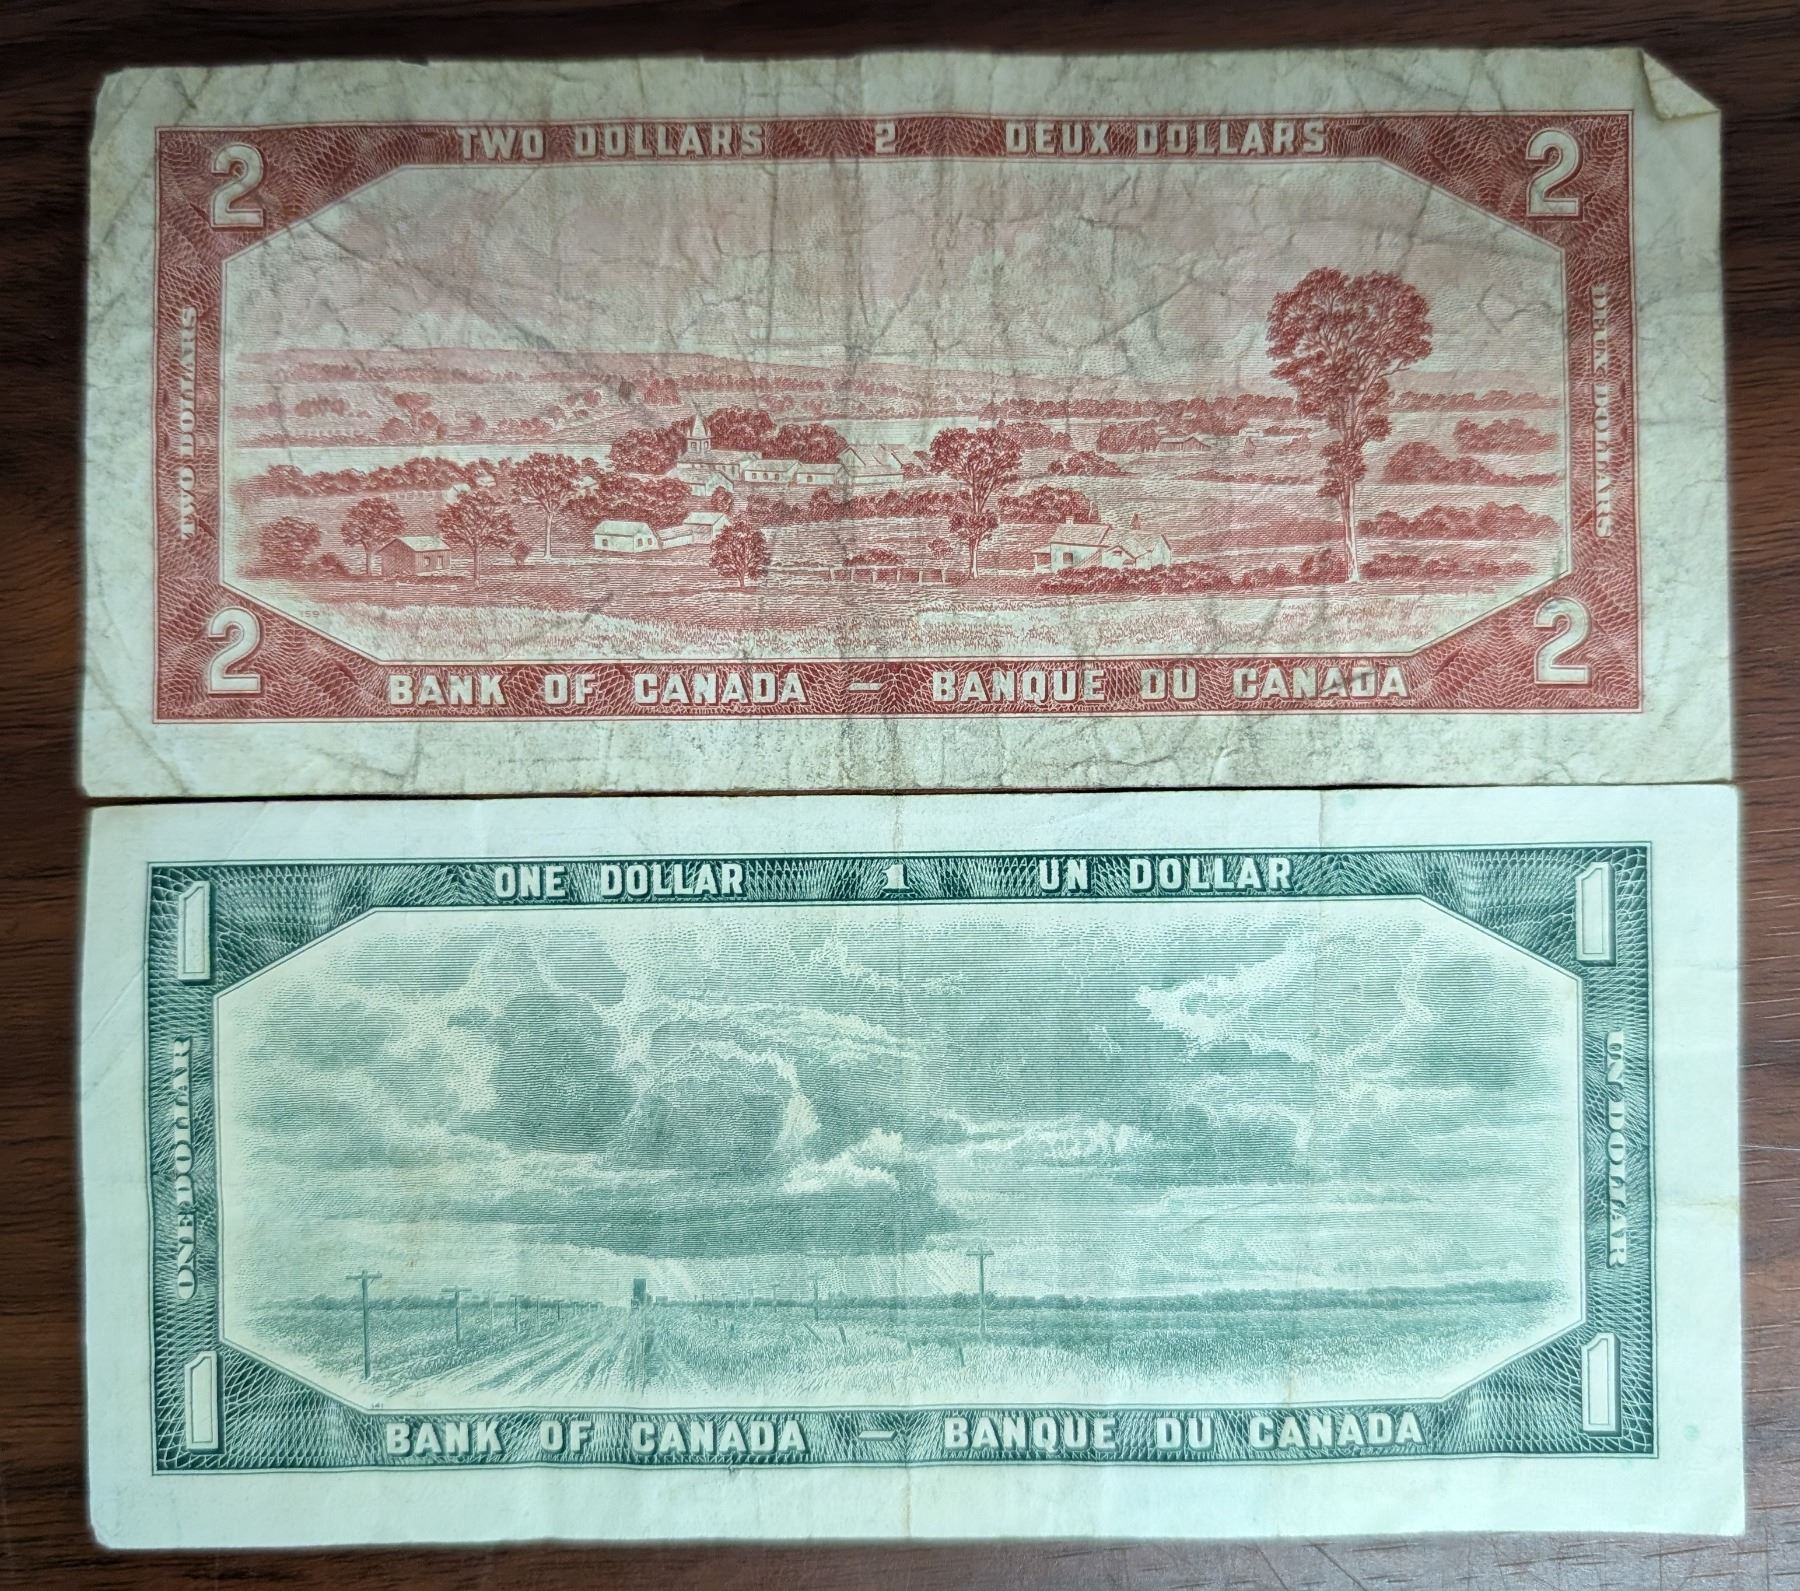 TWO DOLLARS 2 DEUX DOLLARS
2 2
TWO DOLLARS
DEUX DOLLARS
2 2
BANK OF CANADA — BANQUE DU CANADA
ONE DOLLAR 1 UN DOLLAR
1 1
ONE DOLLAR
UN DOLLAR
1 1
BANK OF CANADA — BANQUE DU CANADA